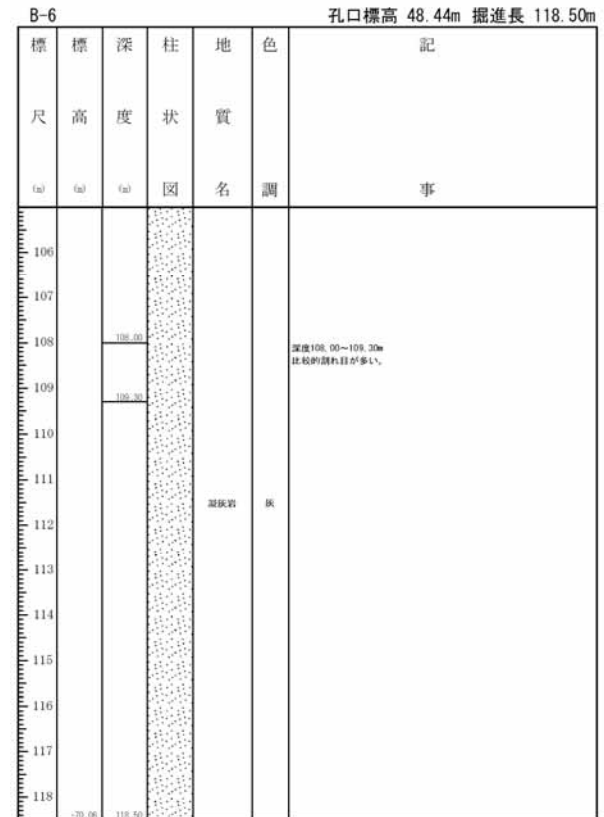 B-6
孔口標高 48.44m 掘進長 118.50m
標尺(m)
標高(m)
深度(m)
柱状図
地質名
色調
記事
106
107
108
108.00
深度108.00～109.30m
比較的割れ目が多い。
109
109.30
110
111
凝灰岩
灰
112
113
114
115
116
117
118
-70.06
118.50